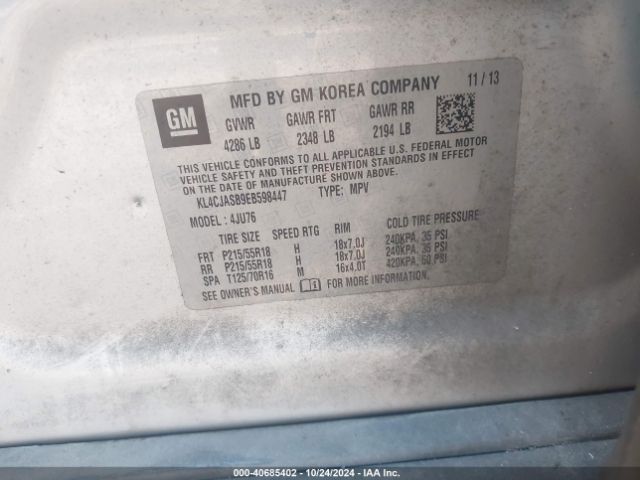 GM
MFD BY GM KOREA COMPANY 11/13
GVWR GAWR FRT GAWR RR
4286 LB 2348 LB 2194 LB
THIS VEHICLE CONFORMS TO ALL APPLICABLE U.S. FEDERAL MOTOR
VEHICLE SAFETY AND THEFT PREVENTION STANDARDS IN EFFECT
ON THE DATE OF MANUFACTURE SHOWN ABOVE.
KL4CJASB9EB598447 TYPE: MPV
MODEL: 4JU76
TIRE SIZE SPEED RTG RIM COLD TIRE PRESSURE
FRT P215/55R18 H 18x7.0J 240KPA, 35 PSI
RR P215/55R18 H 18x7.0J 240KPA, 35 PSI
SPA T125/70R16 M 16x4.0T 420KPA, 60 PSI
SEE OWNER'S MANUAL FOR MORE INFORMATION.
000-40685402 - 10/24/2024 - IAA Inc.